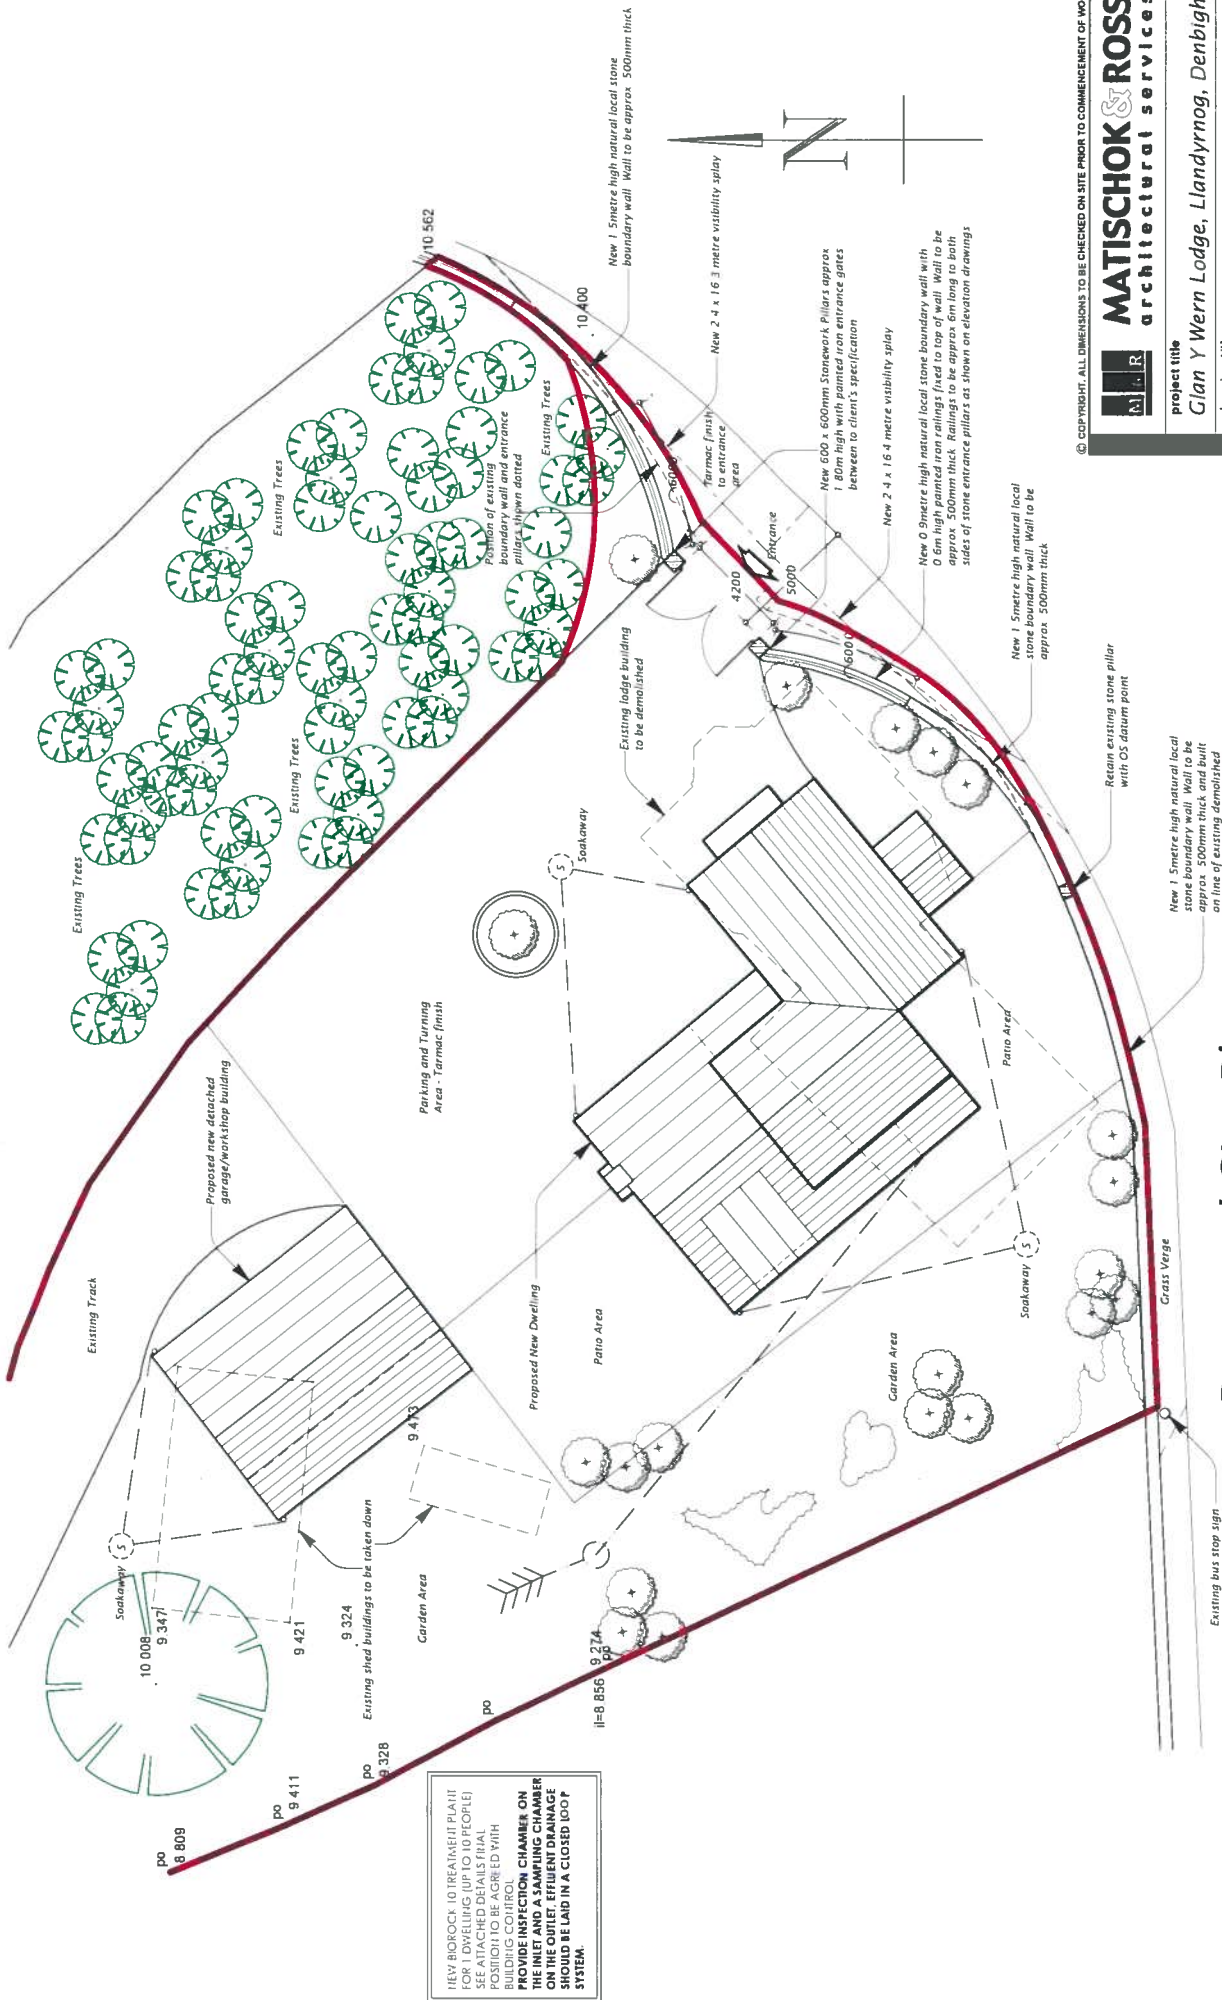 © COPYRIGHT. ALL DIMENSIONS TO BE CHECKED ON SITE PRIOR TO COMMENCEMENT OF WO
M R
MATISCHOK & ROSS
architectural services
project title
Glan Y Wern Lodge, Llandyrnog, Denbigh
N
10 562
10 400
New 1 5metre high natural local stone
boundary wall Wall to be approx 500mm thick
New 2 4 x 16 3 metre visibility splay
Existing Trees
Existing Trees
Existing Trees
Existing Trees
Position of existing
boundary wall and entrance
pillars shown dotted
Tarmac finish
to entrance
area
6000
4200
Entrance
5000
6000
New 600 x 600mm Stonework Pillars approx
1 80m high with painted iron entrance gates
between to client's specification
New 2 4 x 16 4 metre visibility splay
New 0 9metre high natural local stone boundary wall with
0 6m high painted iron railings fixed to top of wall Wall to be
approx 500mm thick Railings to be approx 6m long to both
sides of stone entrance pillars as shown on elevation drawings
New 1 5metre high natural local
stone boundary wall Wall to be
approx 500mm thick
Retain existing stone pillar
with OS datum point
New 1 5metre high natural local
stone boundary wall Wall to be
approx 500mm thick and built
on line of existing demolished
Existing lodge building
to be demolished
Soakaway
S
Parking and Turning
Area - Tarmac finish
Proposed new detached
garage/workshop building
Existing Track
Proposed New Dwelling
Patio Area
Patio Area
Soakaway
S
Garden Area
Grass Verge
Existing bus stop sign
Soakaway
S
Existing shed buildings to be taken down
Garden Area
9 473
10 008
9 347
9 421
9 324
9 274
po
il=8 856
po
po
9.328
po
9 411
po
8 809
NEW BIOROCK 10 TREATMENT PLANT
FOR 1 DWELLING (UP TO 10 PEOPLE)
SEE ATTACHED DETAILS FINAL
POSITION TO BE AGREED WITH
BUILDING CONTROL
PROVIDE INSPECTION CHAMBER ON
THE INLET AND A SAMPLING CHAMBER
ON THE OUTLET. EFFLUENT DRAINAGE
SHOULD BE LAID IN A CLOSED LOOP
SYSTEM.